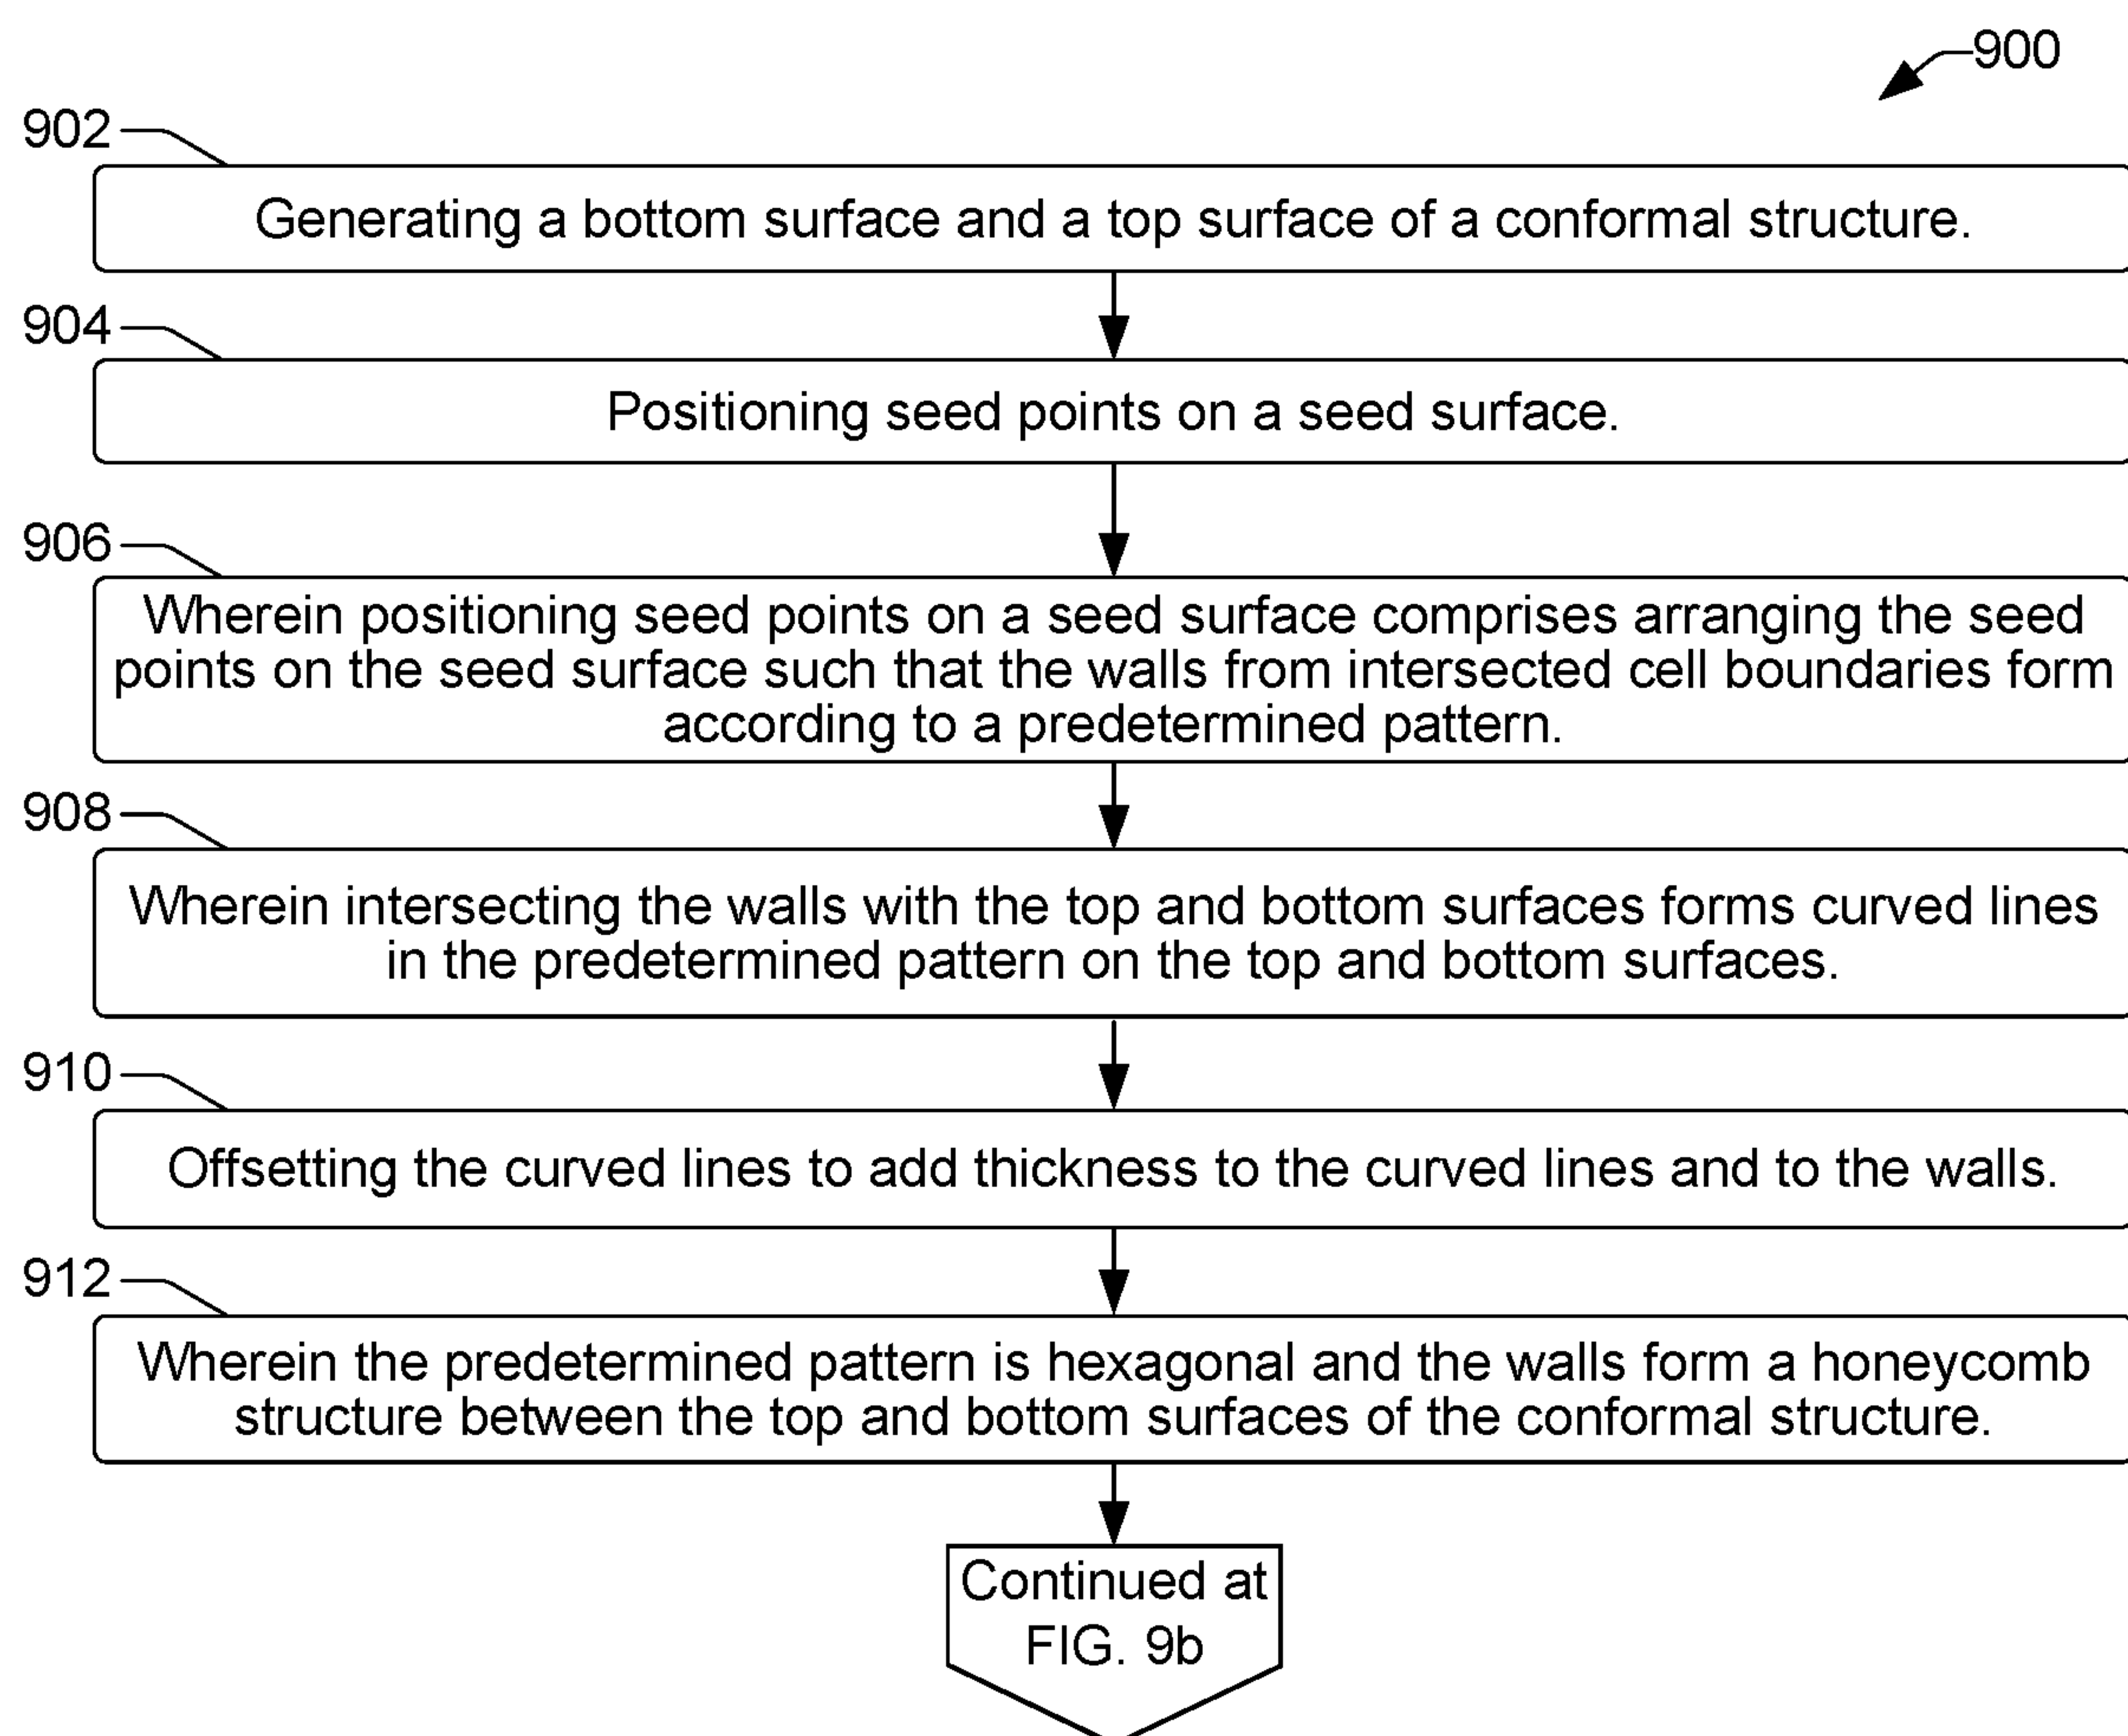 900
902
Generating a bottom surface and a top surface of a conformal structure.
904
Positioning seed points on a seed surface.
906
Wherein positioning seed points on a seed surface comprises arranging the seed
points on the seed surface such that the walls from intersected cell boundaries form
according to a predetermined pattern.
908
Wherein intersecting the walls with the top and bottom surfaces forms curved lines
in the predetermined pattern on the top and bottom surfaces.
910
Offsetting the curved lines to add thickness to the curved lines and to the walls.
912
Wherein the predetermined pattern is hexagonal and the walls form a honeycomb
structure between the top and bottom surfaces of the conformal structure.
Continued at
FIG. 9b